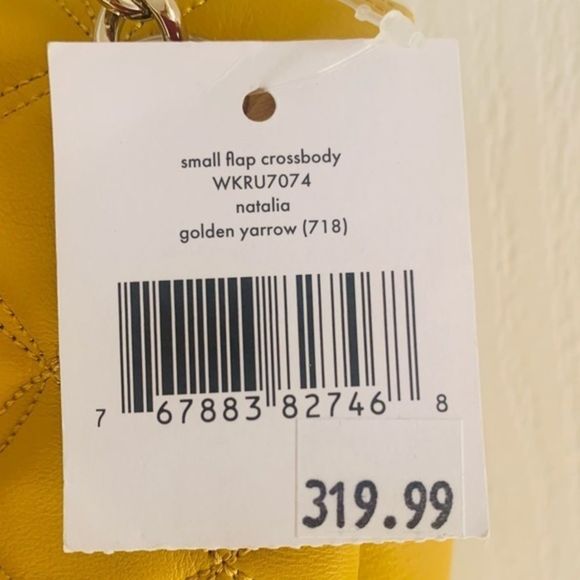 small flap crossbody
WKRU7074
natalia
golden yarrow (718)
7 67883 82746 8
319.99